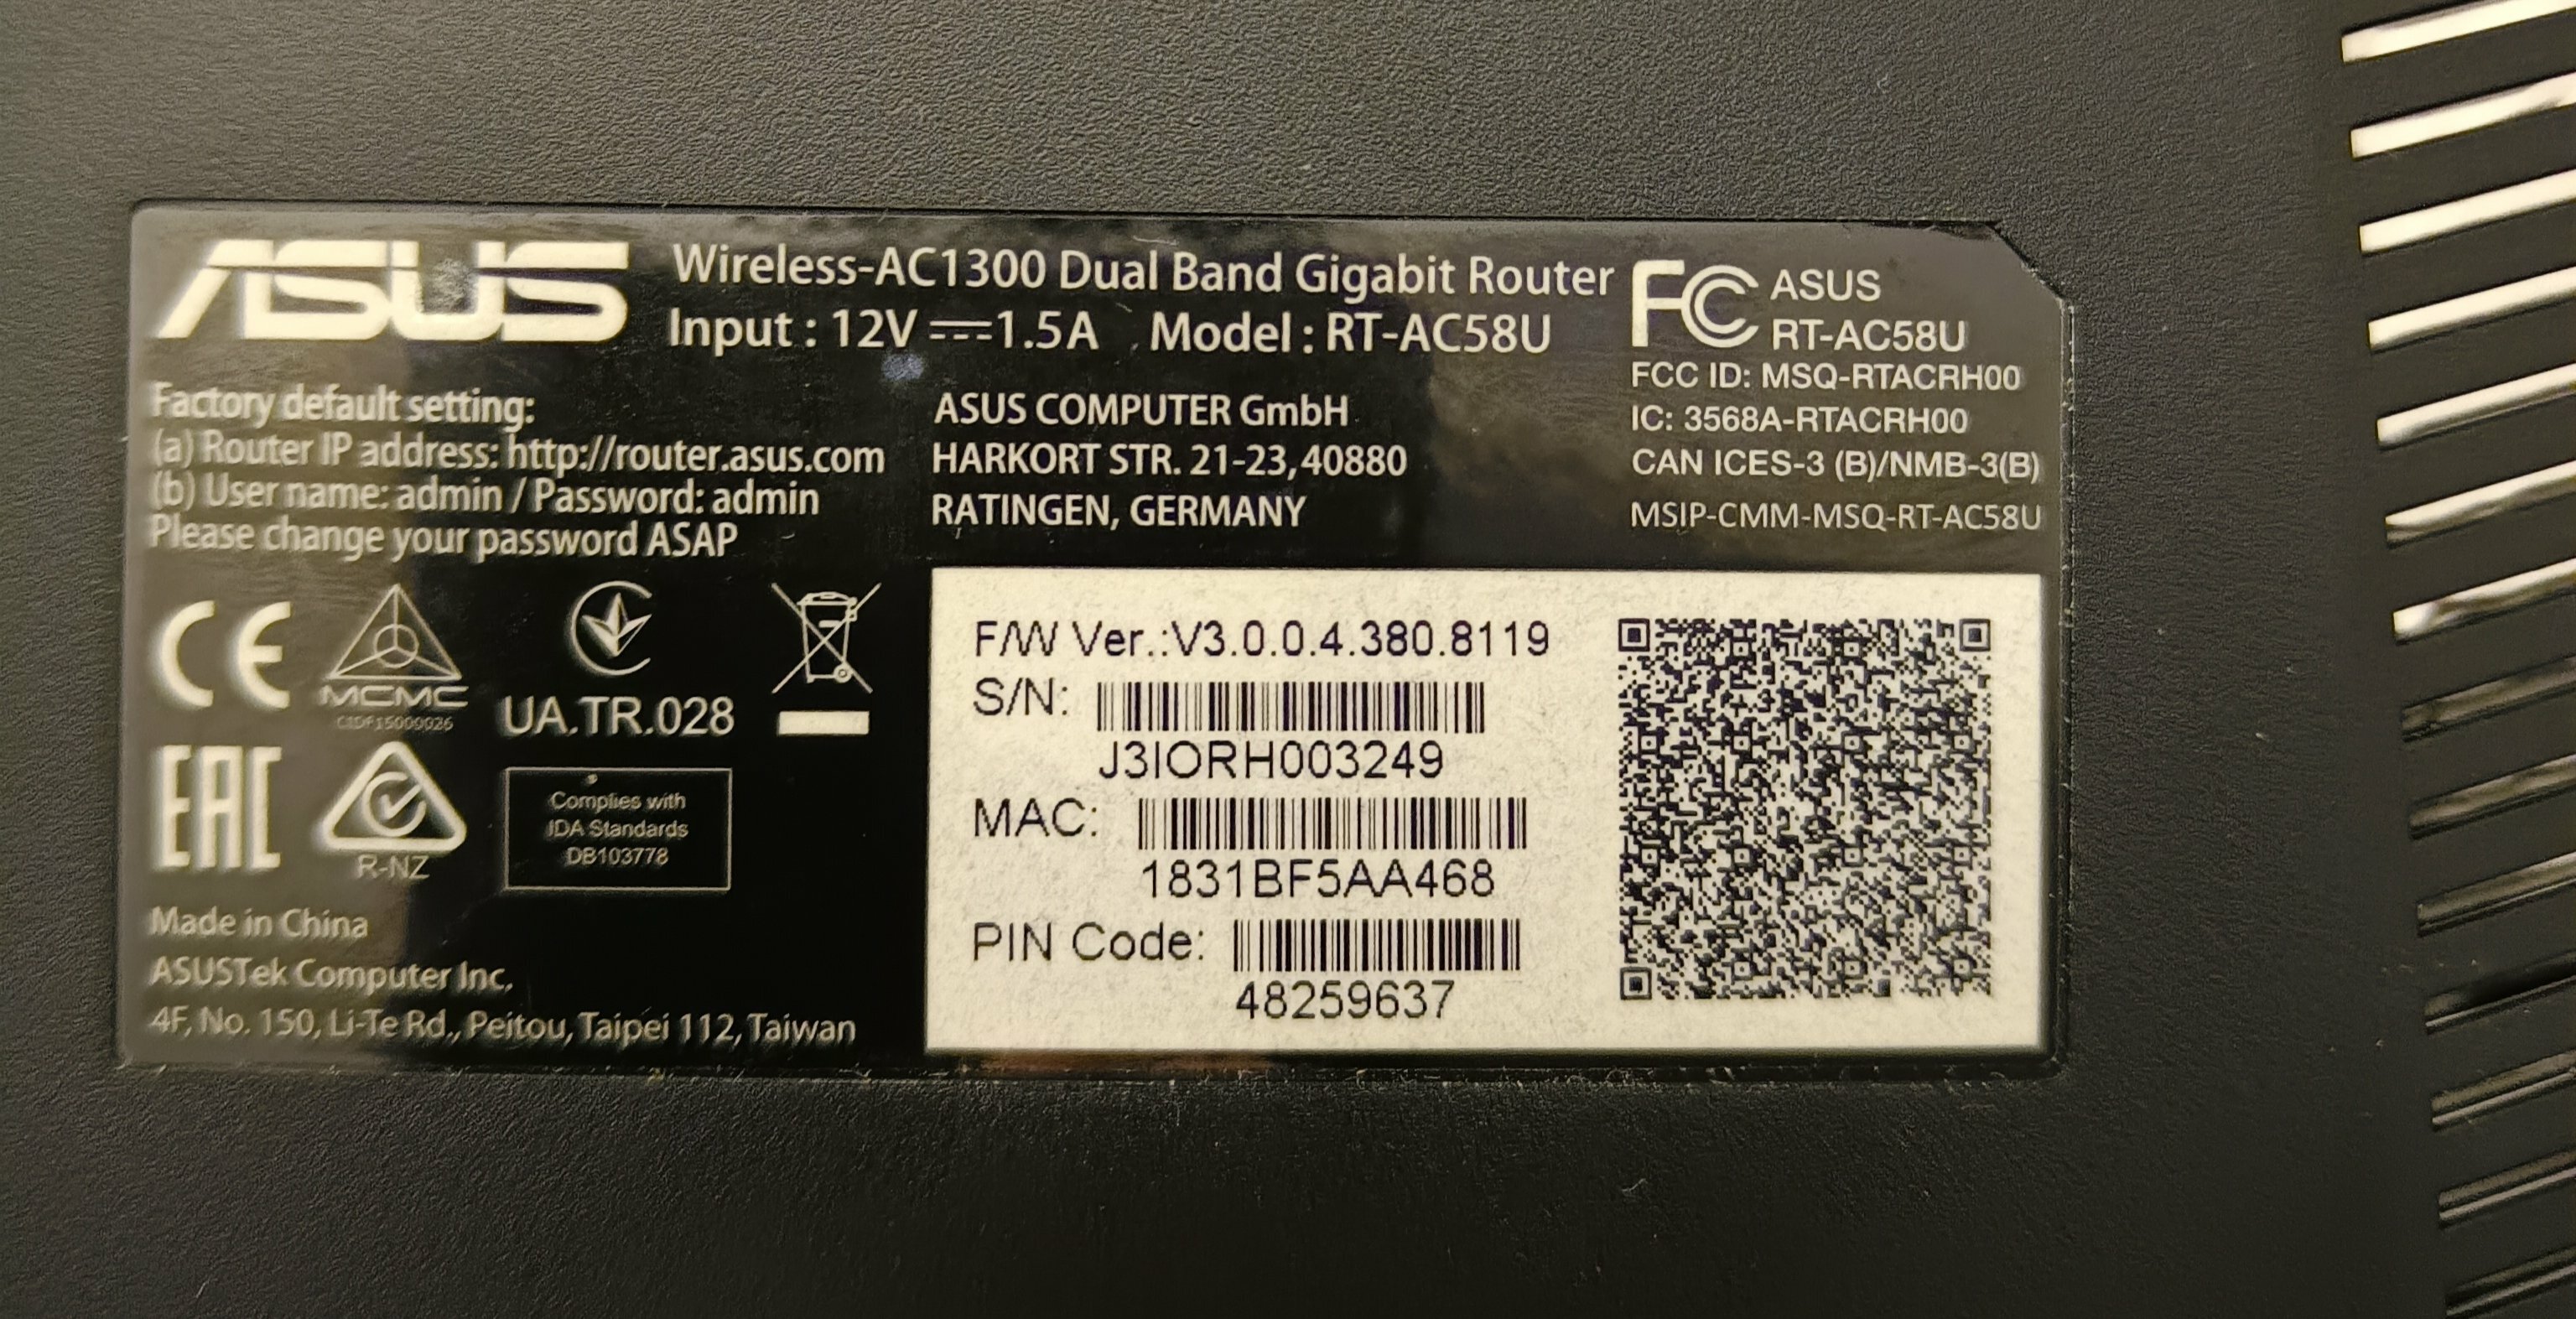 ASUS
Wireless-AC1300 Dual Band Gigabit Router
Input : 12V 1.5A Model : RT-AC58U
FC ASUS
RT-AC58U
FCC ID: MSQ-RTACRH00
IC: 3568A-RTACRH00
CAN ICES-3 (B)/NMB-3(B)
MSIP-CMM-MSQ-RT-AC58U
Factory default setting:
(a) Router IP address: http://router.asus.com
(b) User name: admin / Password: admin
Please change your password ASAP
ASUS COMPUTER GmbH
HARKORT STR. 21-23,40880
RATINGEN, GERMANY
CE
MCMC
CIDF15000026
UA.TR.028
EAC
R-NZ
Complies with
IDA Standards
DB103778
Made in China
ASUSTek Computer Inc.
4F, No. 150, Li-Te Rd., Peitou, Taipei 112, Taiwan
F/W Ver.:V3.0.0.4.380.8119
S/N:
J3IORH003249
MAC:
1831BF5AA468
PIN Code:
48259637